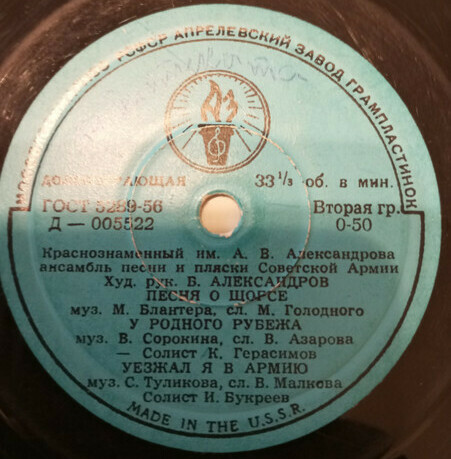 РСФСР АПРЕЛЕВСКИЙ ЗАВОД ГРАМПЛАСТИНОК
33 1/3 об. в мин.
ГОСТ 5289-56 Вторая гр.
Д — 005522 0-50
Краснознаменный им. А. В. Александрова
ансамбль песни и пляски Советской Армии
Худ. рук. Б. АЛЕКСАНДРОВ
ПЕСНЯ О ЩОРСЕ
муз. М. Блантера, сл. М. Голодного
У РОДНОГО РУБЕЖА
муз. В. Сорокина, сл. В. Азарова
— Солист К. Герасимов
УЕЗЖАЛ Я В АРМИЮ
муз. С. Туликова, сл. В. Малкова
Солист И. Букреев
MADE IN THE U.S.S.R.